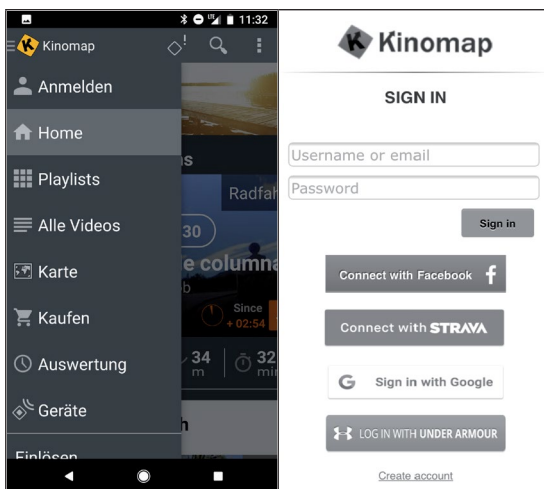 11:32
Kinomap
Anmelden
Home
Playlists
Alle Videos
Karte
Kaufen
Auswertung
Geräte
Einlösen
s
Radfah
30
e columna
b
Since
+ 02:54
34
m
32
min
h
Kinomap
SIGN IN
Username or email
Password
Sign in
Connect with Facebook f
Connect with STRAVA
G Sign in with Google
LOG IN WITH UNDER ARMOUR
Create account